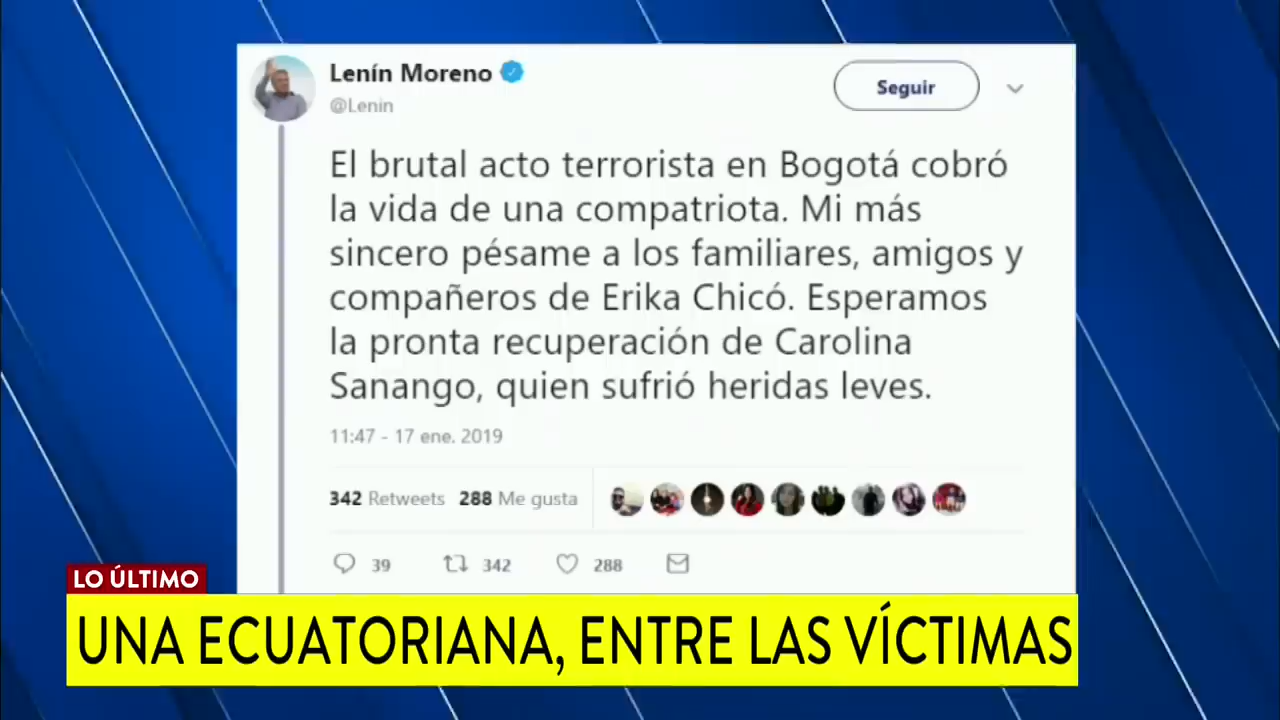 Lenín Moreno
@Lenin
Seguir
El brutal acto terrorista en Bogotá cobró
la vida de una compatriota. Mi más
sincero pésame a los familiares, amigos y
compañeros de Erika Chicó. Esperamos
la pronta recuperación de Carolina
Sanango, quien sufrió heridas leves.
11:47 - 17 ene. 2019
342 Retweets 288 Me gusta
39 342 288
LO ÚLTIMO
UNA ECUATORIANA, ENTRE LAS VÍCTIMAS